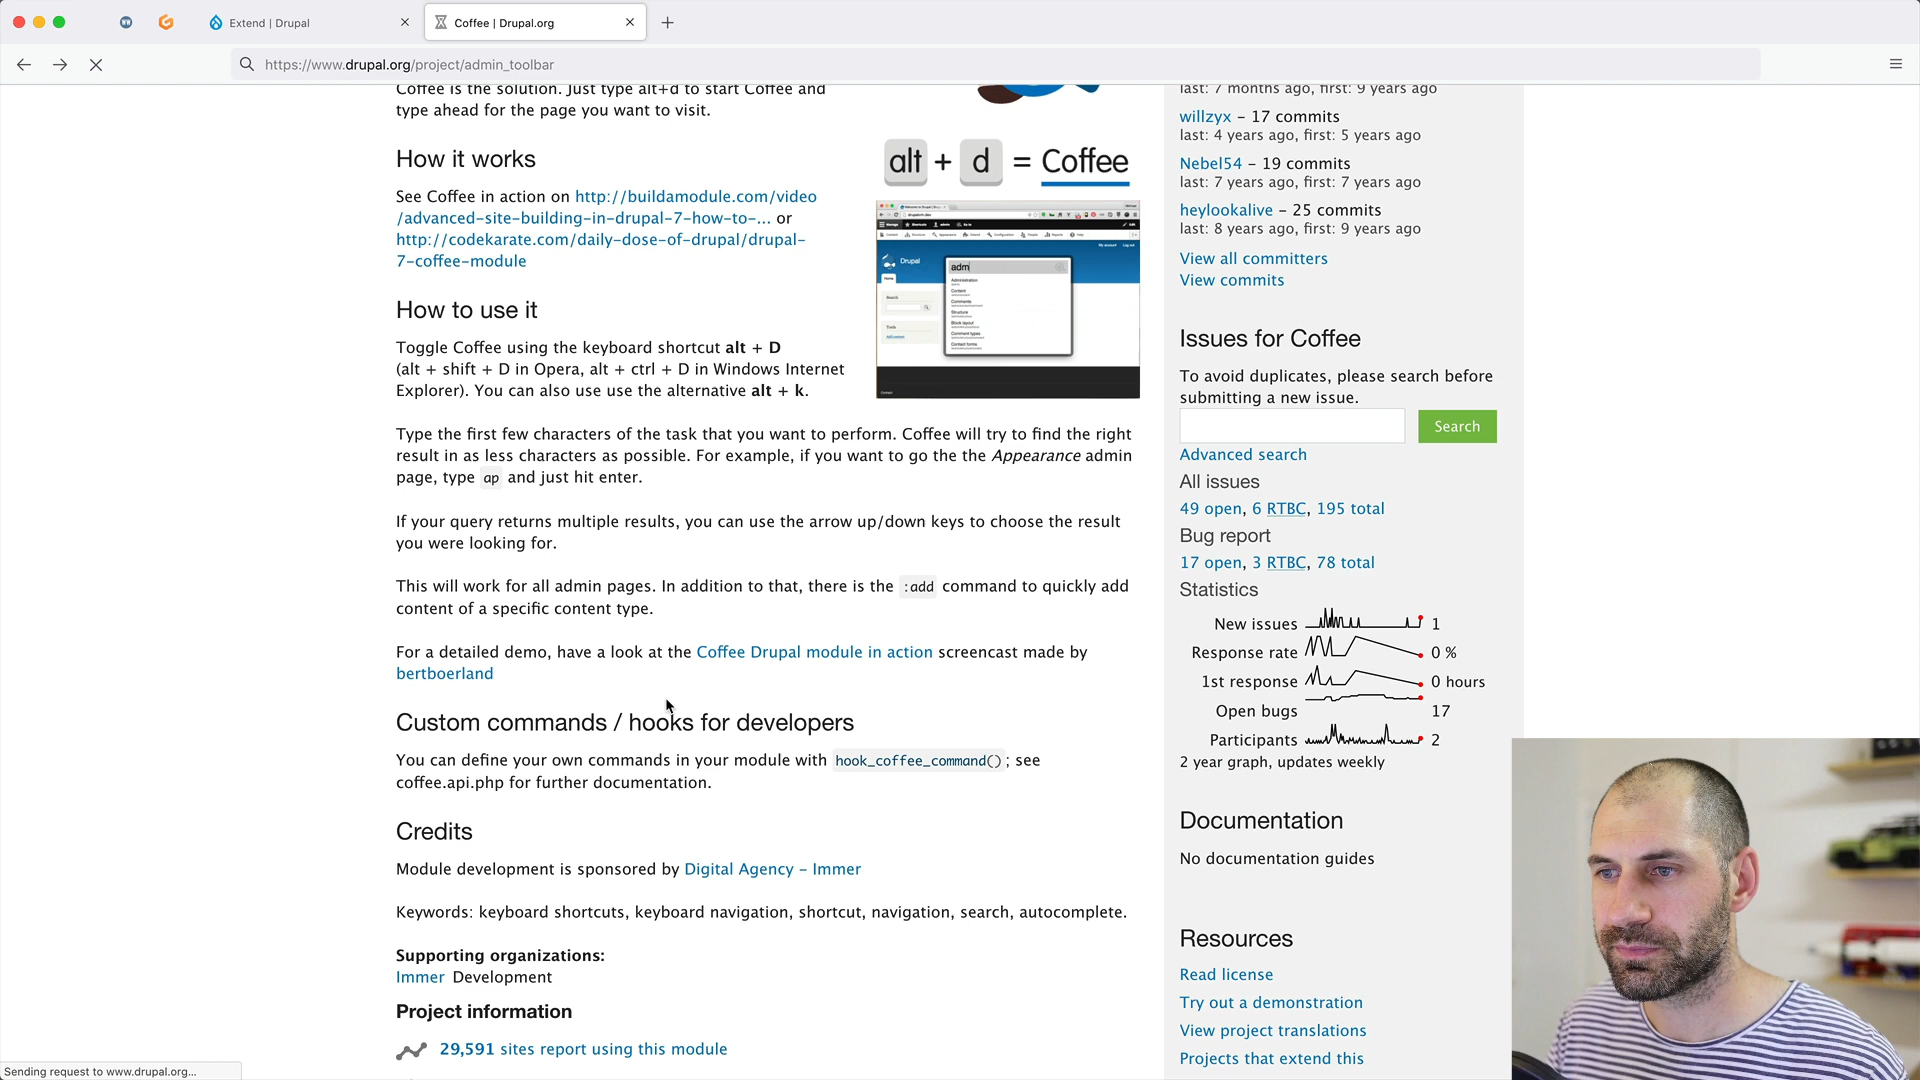 Extend | Drupal
Coffee | Drupal.org
https://www.drupal.org/project/admin_toolbar
Coffee is the solution. Just type alt+d to start Coffee and
type ahead for the page you want to visit.
How it works
See Coffee in action on http://buildamodule.com/video
/advanced-site-building-in-drupal-7-how-to-... or
http://codekarate.com/daily-dose-of-drupal/drupal-
7-coffee-module
alt + d = Coffee
Drupal
adm
Administration
Content
Comments
Structure
Block layout
Comment types
Contact forms
How to use it
Toggle Coffee using the keyboard shortcut alt + D
(alt + shift + D in Opera, alt + ctrl + D in Windows Internet
Explorer). You can also use use the alternative alt + k.
Type the first few characters of the task that you want to perform. Coffee will try to find the right
result in as less characters as possible. For example, if you want to go the the Appearance admin
page, type ap and just hit enter.
If your query returns multiple results, you can use the arrow up/down keys to choose the result
you were looking for.
This will work for all admin pages. In addition to that, there is the :add command to quickly add
content of a specific content type.
For a detailed demo, have a look at the Coffee Drupal module in action screencast made by
bertboerland
Custom commands / hooks for developers
You can define your own commands in your module with hook_coffee_command(); see
coffee.api.php for further documentation.
Credits
Module development is sponsored by Digital Agency – Immer
Keywords: keyboard shortcuts, keyboard navigation, shortcut, navigation, search, autocomplete.
Supporting organizations:
Immer Development
Project information
29,591 sites report using this module
last: 7 months ago, first: 9 years ago
willzyx – 17 commits
last: 4 years ago, first: 5 years ago
Nebel54 – 19 commits
last: 7 years ago, first: 7 years ago
heylookalive – 25 commits
last: 8 years ago, first: 9 years ago
View all committers
View commits
Issues for Coffee
To avoid duplicates, please search before
submitting a new issue.
Search
Advanced search
All issues
49 open, 6 RTBC, 195 total
Bug report
17 open, 3 RTBC, 78 total
Statistics
New issues 1
Response rate 0 %
1st response 0 hours
Open bugs 17
Participants 2
2 year graph, updates weekly
Documentation
No documentation guides
Resources
Read license
Try out a demonstration
View project translations
Projects that extend this
Sending request to www.drupal.org...